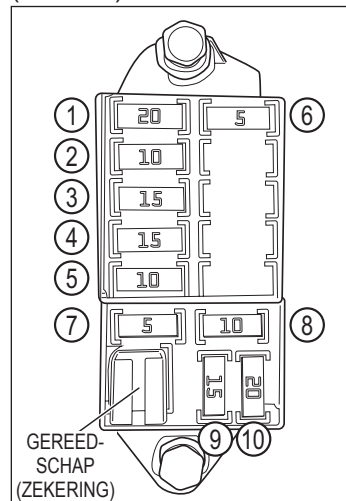 ① 20 5 ⑥
② 10
③ 15
④ 15
⑤ 10
⑦ 5 10 ⑧
15 20
GEREED-
SCHAP
(ZEKERING)
⑨ ⑩